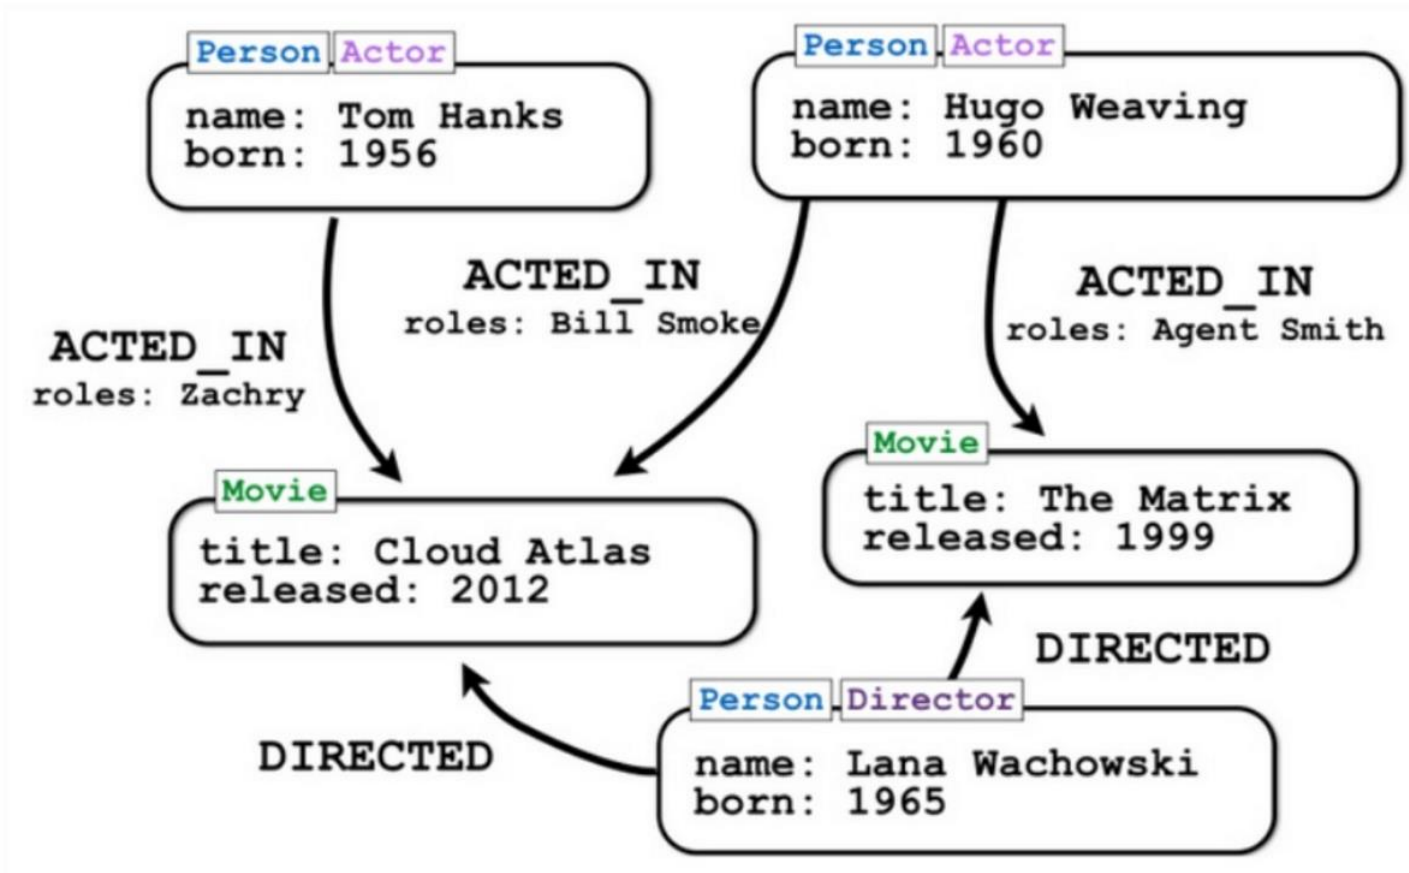 Person Actor
name: Tom Hanks
born: 1956
Person Actor
name: Hugo Weaving
born: 1960
ACTED_IN
roles: Zachry
ACTED_IN
roles: Bill Smoke
ACTED_IN
roles: Agent Smith
Movie
title: Cloud Atlas
released: 2012
Movie
title: The Matrix
released: 1999
DIRECTED
DIRECTED
Person Director
name: Lana Wachowski
born: 1965